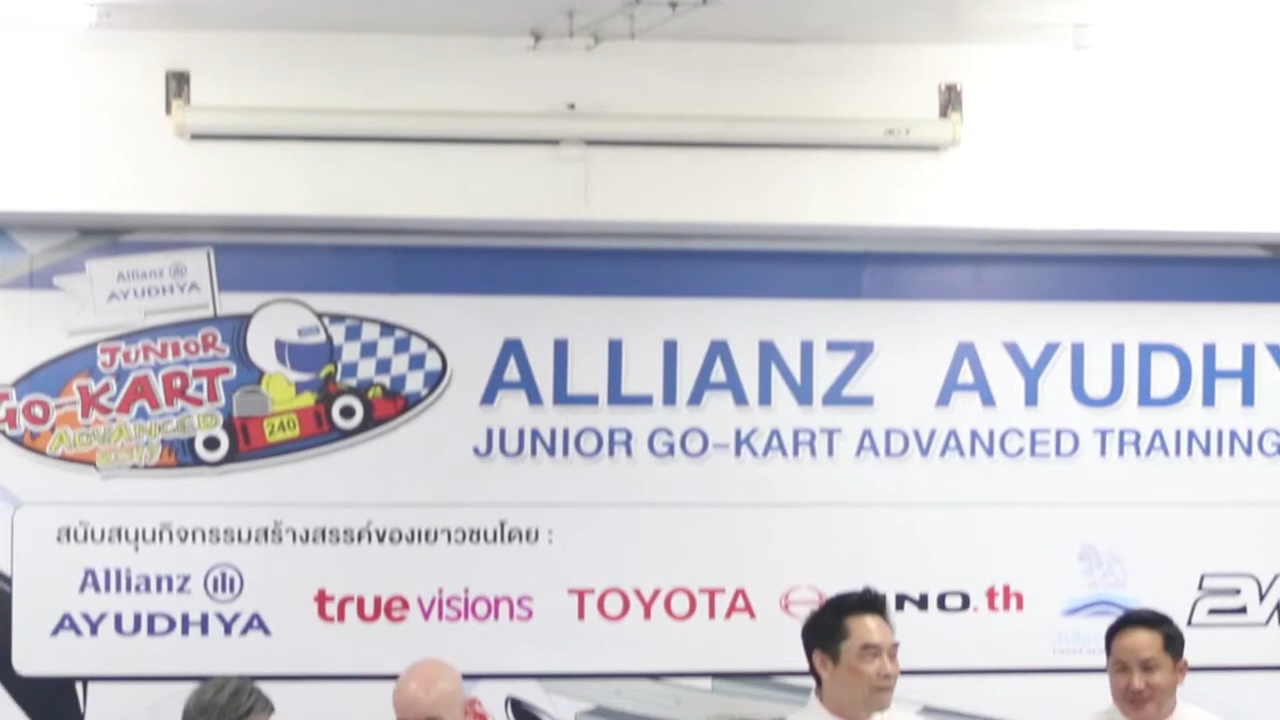 Allianz
AYUDHYA
JUNIOR
GO-KART
ADVANCED
240
ALLIANZ AYUDHY
JUNIOR GO-KART ADVANCED TRAINING
สนับสนุนกิจกรรมสร้างสรรค์ของเยาวชนโดย :
Allianz
AYUDHYA
true visions
TOYOTA
NO.th